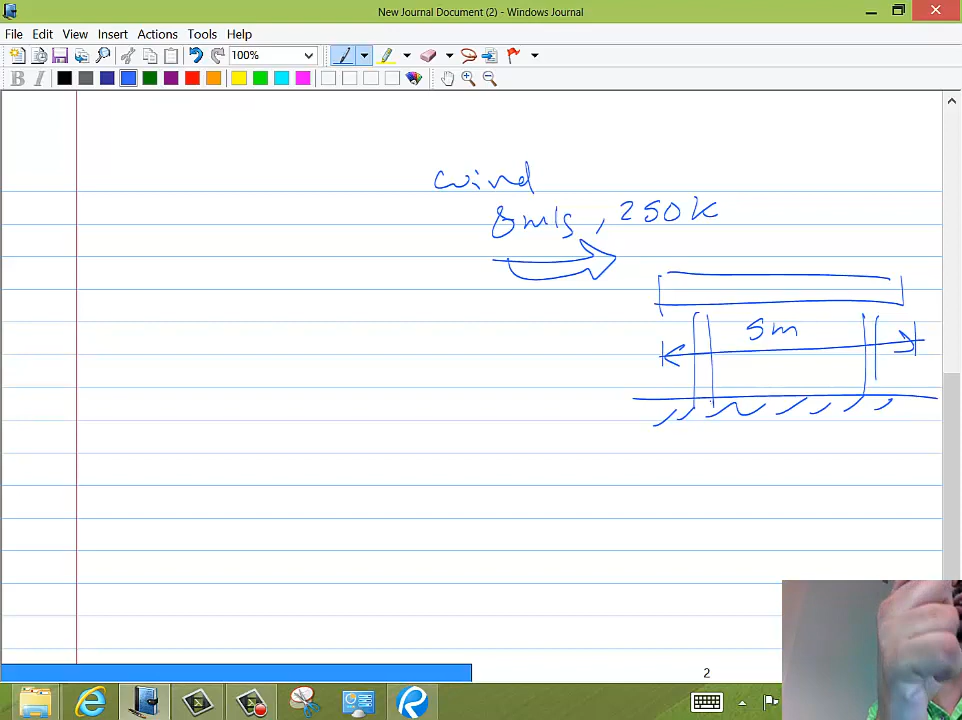 New Journal Document (2) - Windows Journal
File Edit View Insert Actions Tools Help
100%
B I
wind
8m/s, 250K
5m
2